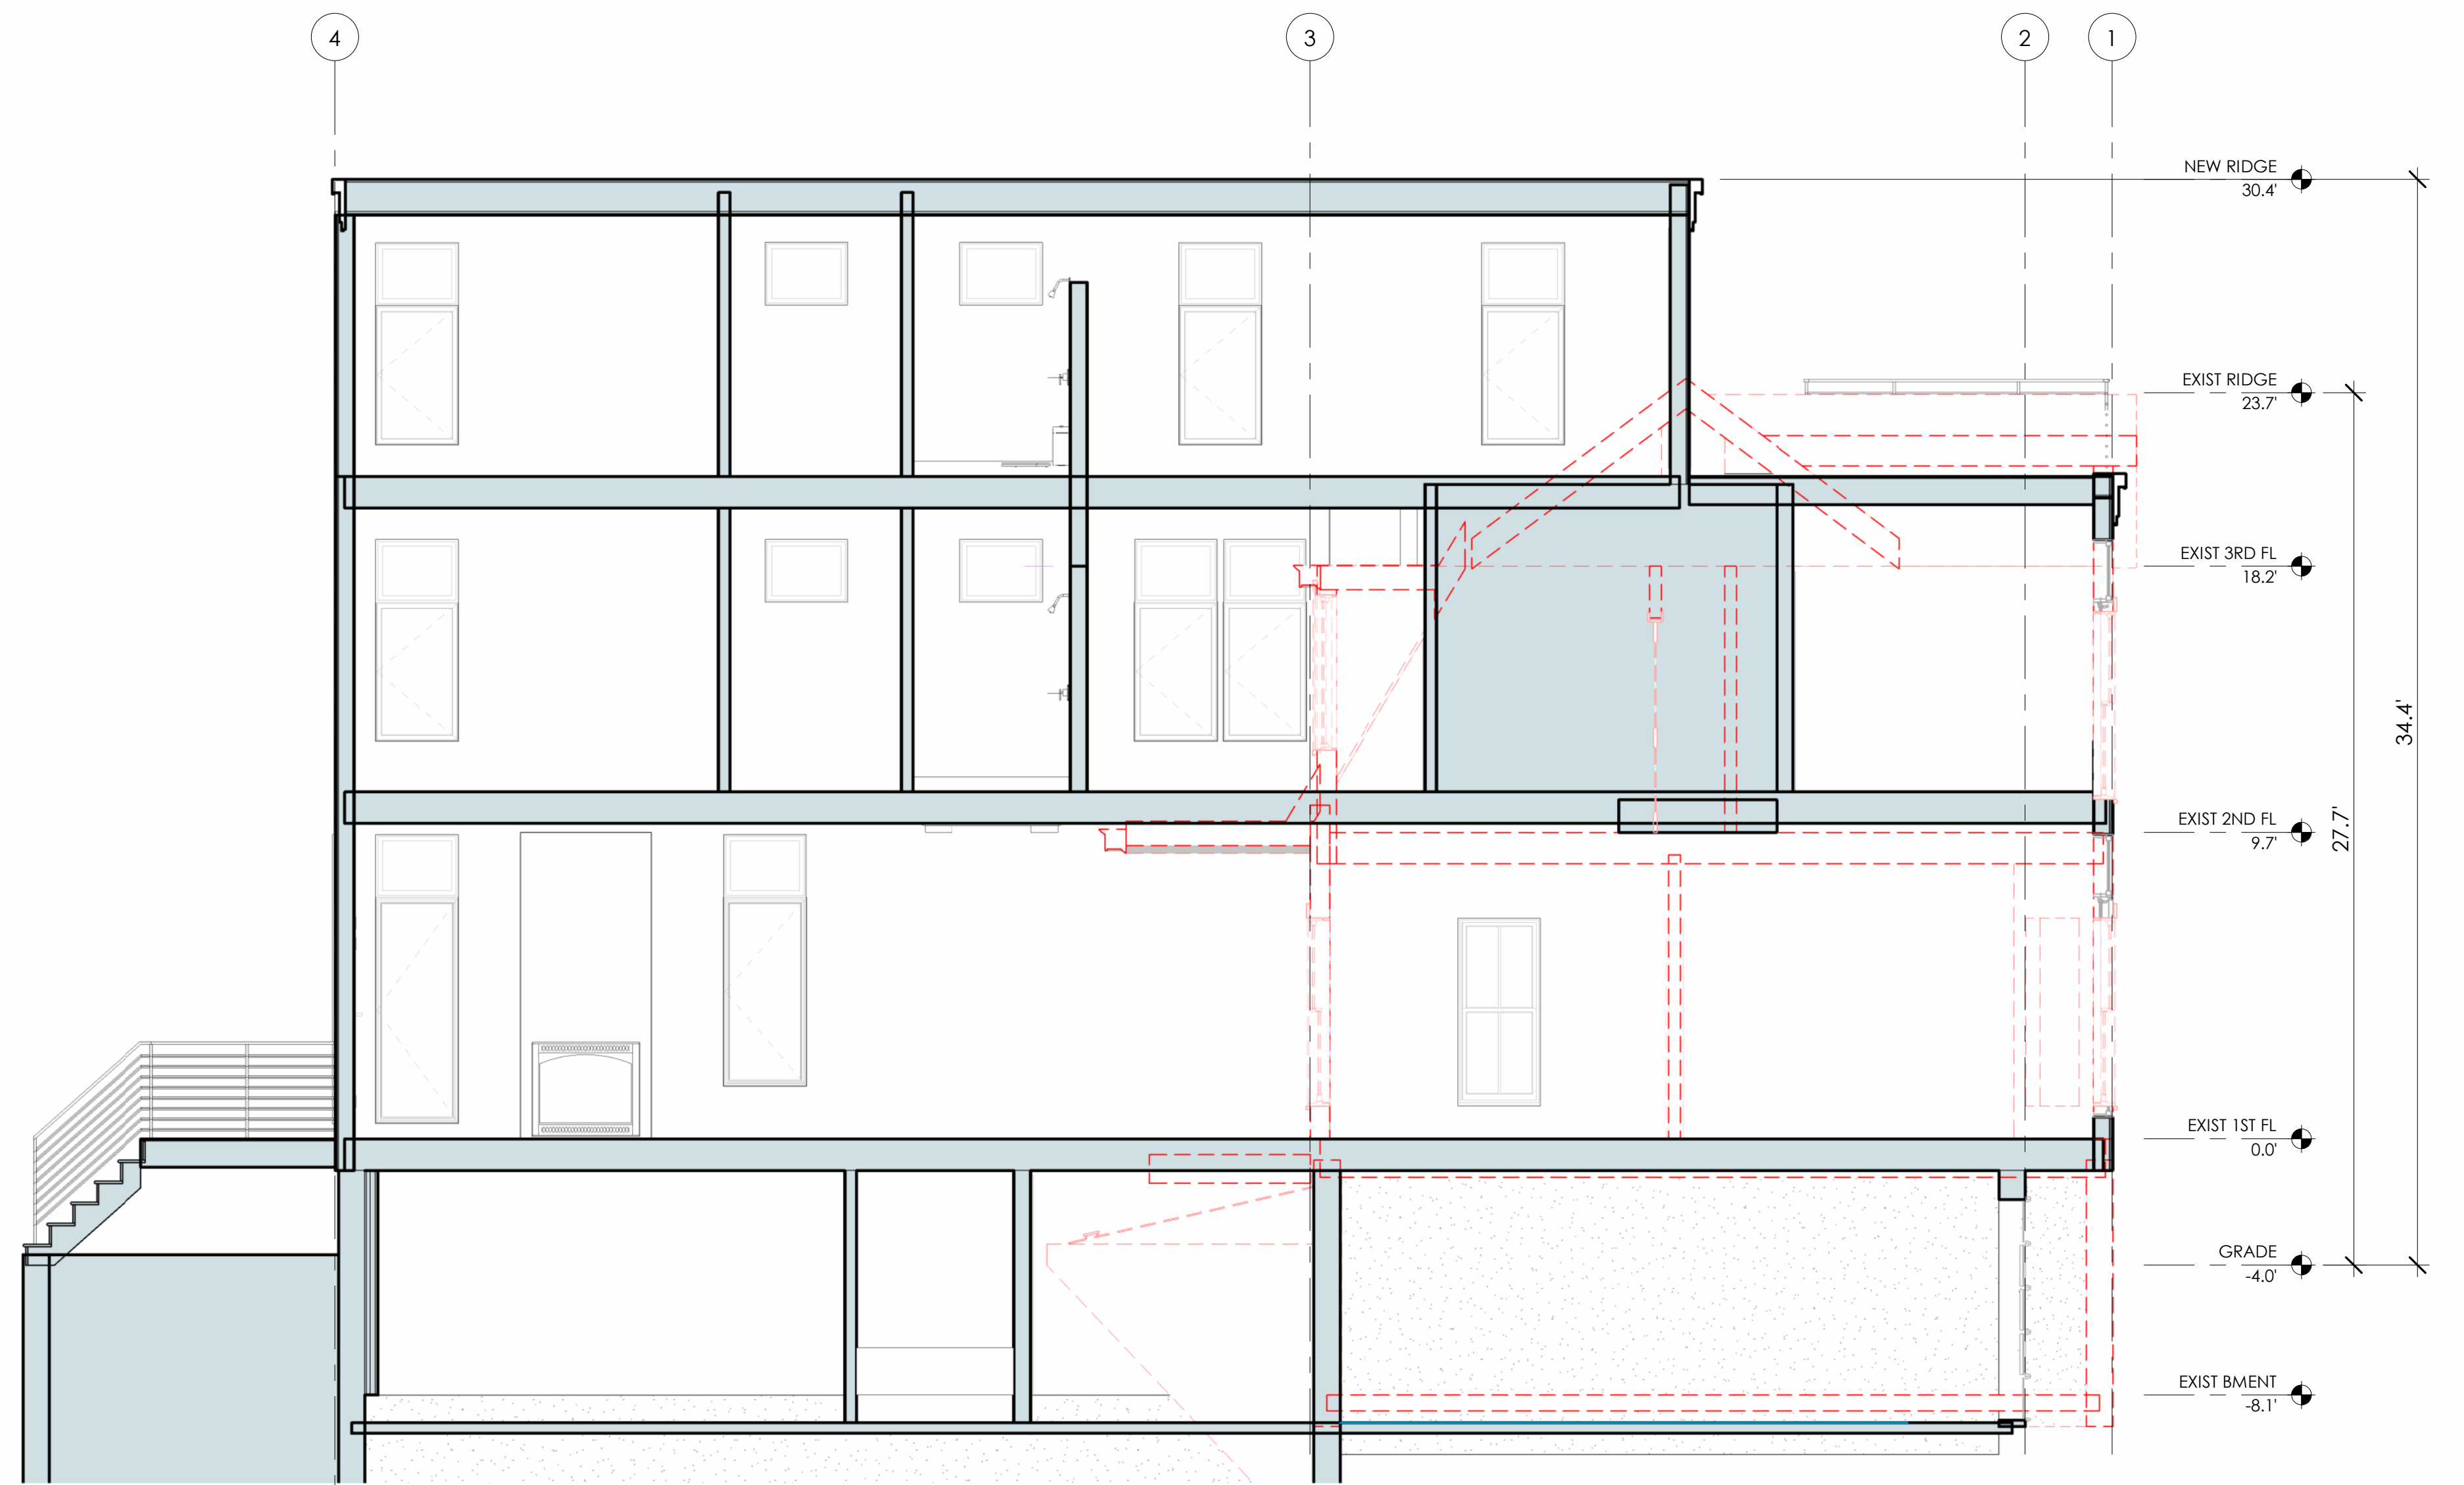 4
3
2
1
NEW RIDGE
30.4'
EXIST RIDGE
23.7'
EXIST 3RD FL
18.2'
34.4'
EXIST 2ND FL
9.7'
27.7'
EXIST 1ST FL
0.0'
GRADE
-4.0'
EXIST BMENT
-8.1'